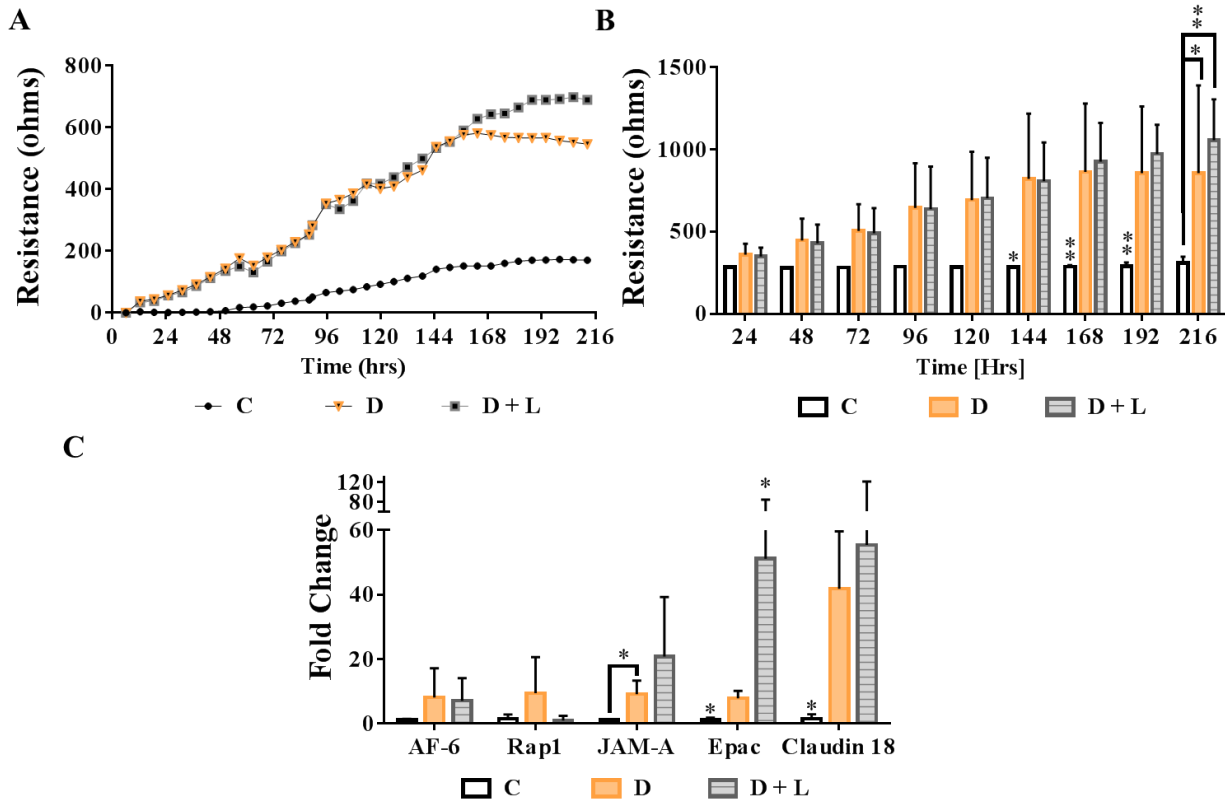 A
Resistance (ohms)
800
600
400
200
0
0 24 48 72 96 120 144 168 192 216
Time (hrs)
C D D + L
B
Resistance (ohms)
1500
1000
500
0
* * *
* ** **
24 48 72 96 120 144 168 192 216
Time [Hrs]
C D D + L
C
Fold Change
120
80
60
40
20
0
*
*
* *
AF-6 Rap1 JAM-A Epac Claudin 18
C D D + L